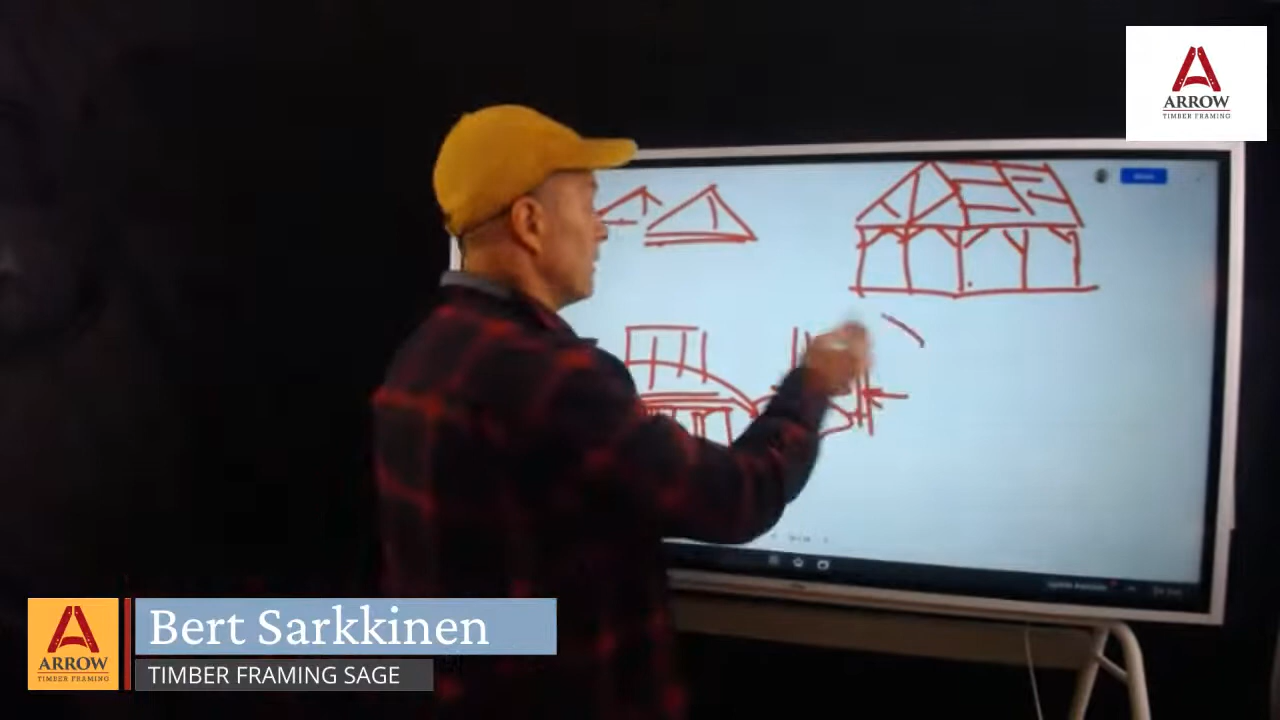 ARROW
TIMBER FRAMING
Bert Sarkkinen
TIMBER FRAMING SAGE
ARROW
TIMBER FRAMING